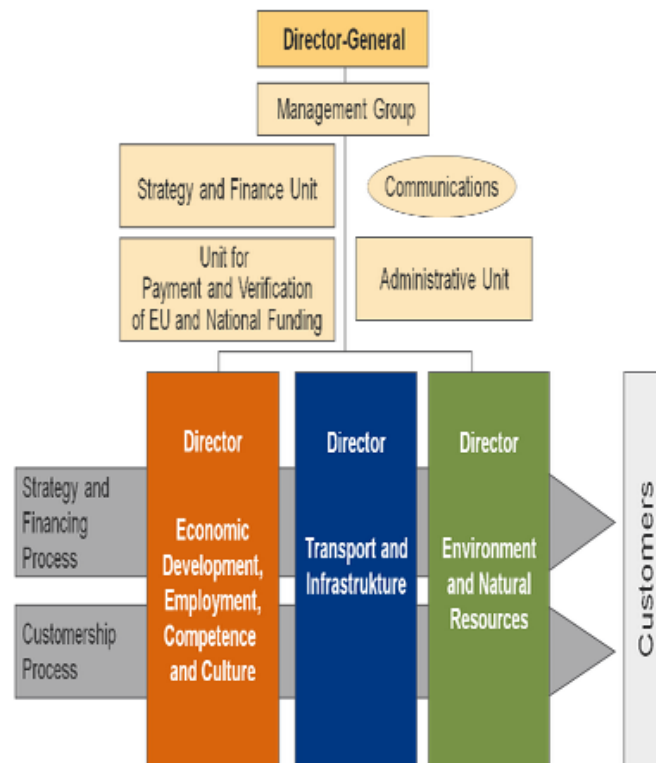 Director-General
Management Group
Strategy and Finance Unit
Communications
Unit for
Payment and Verification
of EU and National Funding
Administrative Unit
Director
Economic
Development,
Employment,
Competence
and Culture
Director
Transport and
Infrastrukture
Director
Environment
and Natural
Resources
Strategy and
Financing
Process
Customership
Process
Customers